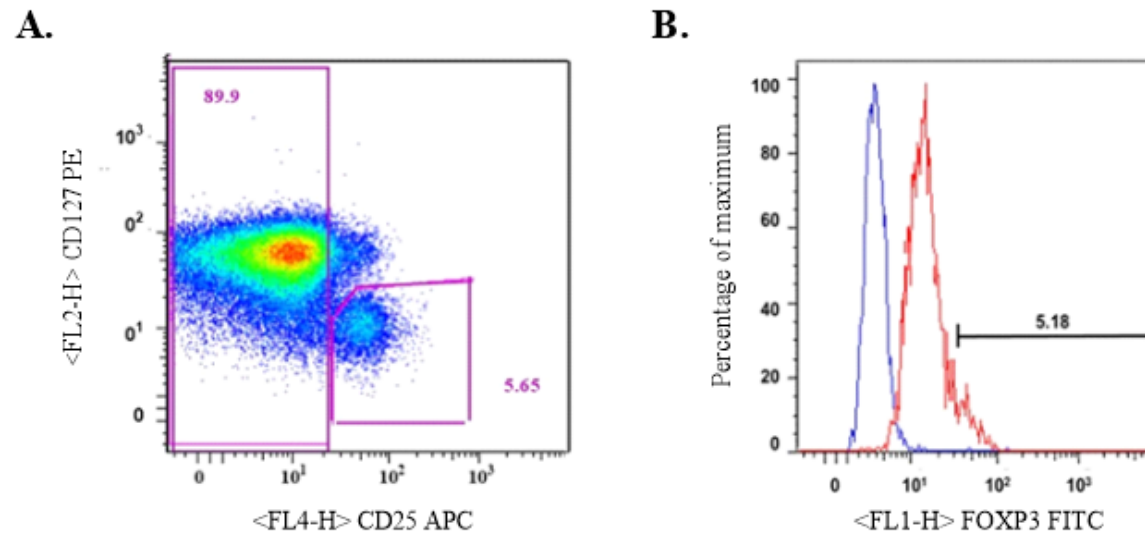 A.
89.9
10³
0²
0¹
0
5.65
<FL2-H> CD127 PE
0 10¹ 10² 10³
<FL4-H> CD25 APC
B.
100
80
60
40
20
0
5.18
Percentage of maximum
0 10¹ 10² 10³
<FL1-H> FOXP3 FITC